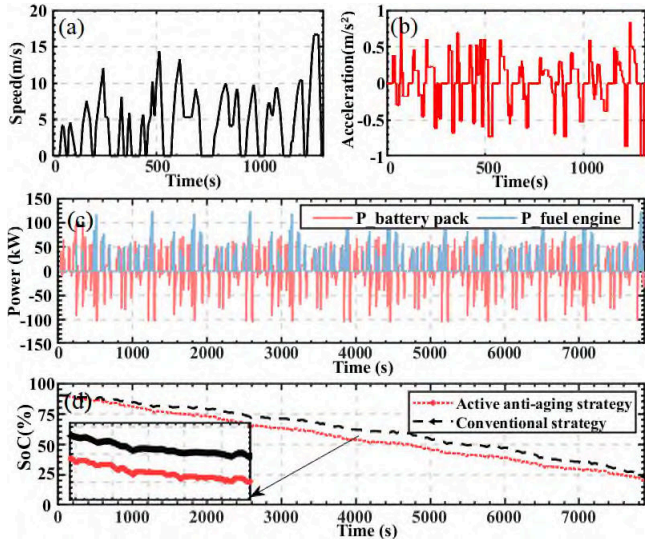 (a)
20
15
10
5
0
0 500 1000
Speed(m/s)
Time(s)
(b)
1
0.5
0
-0.5
-1
0 500 1000
Acceleration(m/s²)
Time(s)
(c)
P_battery pack P_fuel engine
150
100
50
0
-50
-100
-150
0 1000 2000 3000 4000 5000 6000 7000
Power (kW)
Time (s)
(d)
Active anti-aging strategy
Conventional strategy
100
75
50
25
0
0 1000 2000 3000 4000 5000 6000 7000
SoC(%)
Time (s)